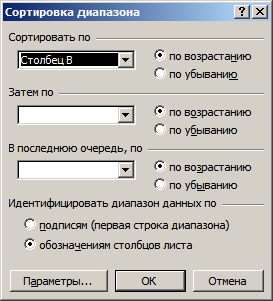 Сортировка диапазона
Сортировать по
Столбец B
по возрастанию
по убыванию
Затем по
по возрастанию
по убыванию
В последнюю очередь, по
по возрастанию
по убыванию
Идентифицировать диапазон данных по
подписям (первая строка диапазона)
обозначениям столбцов листа
Параметры... ОК Отмена